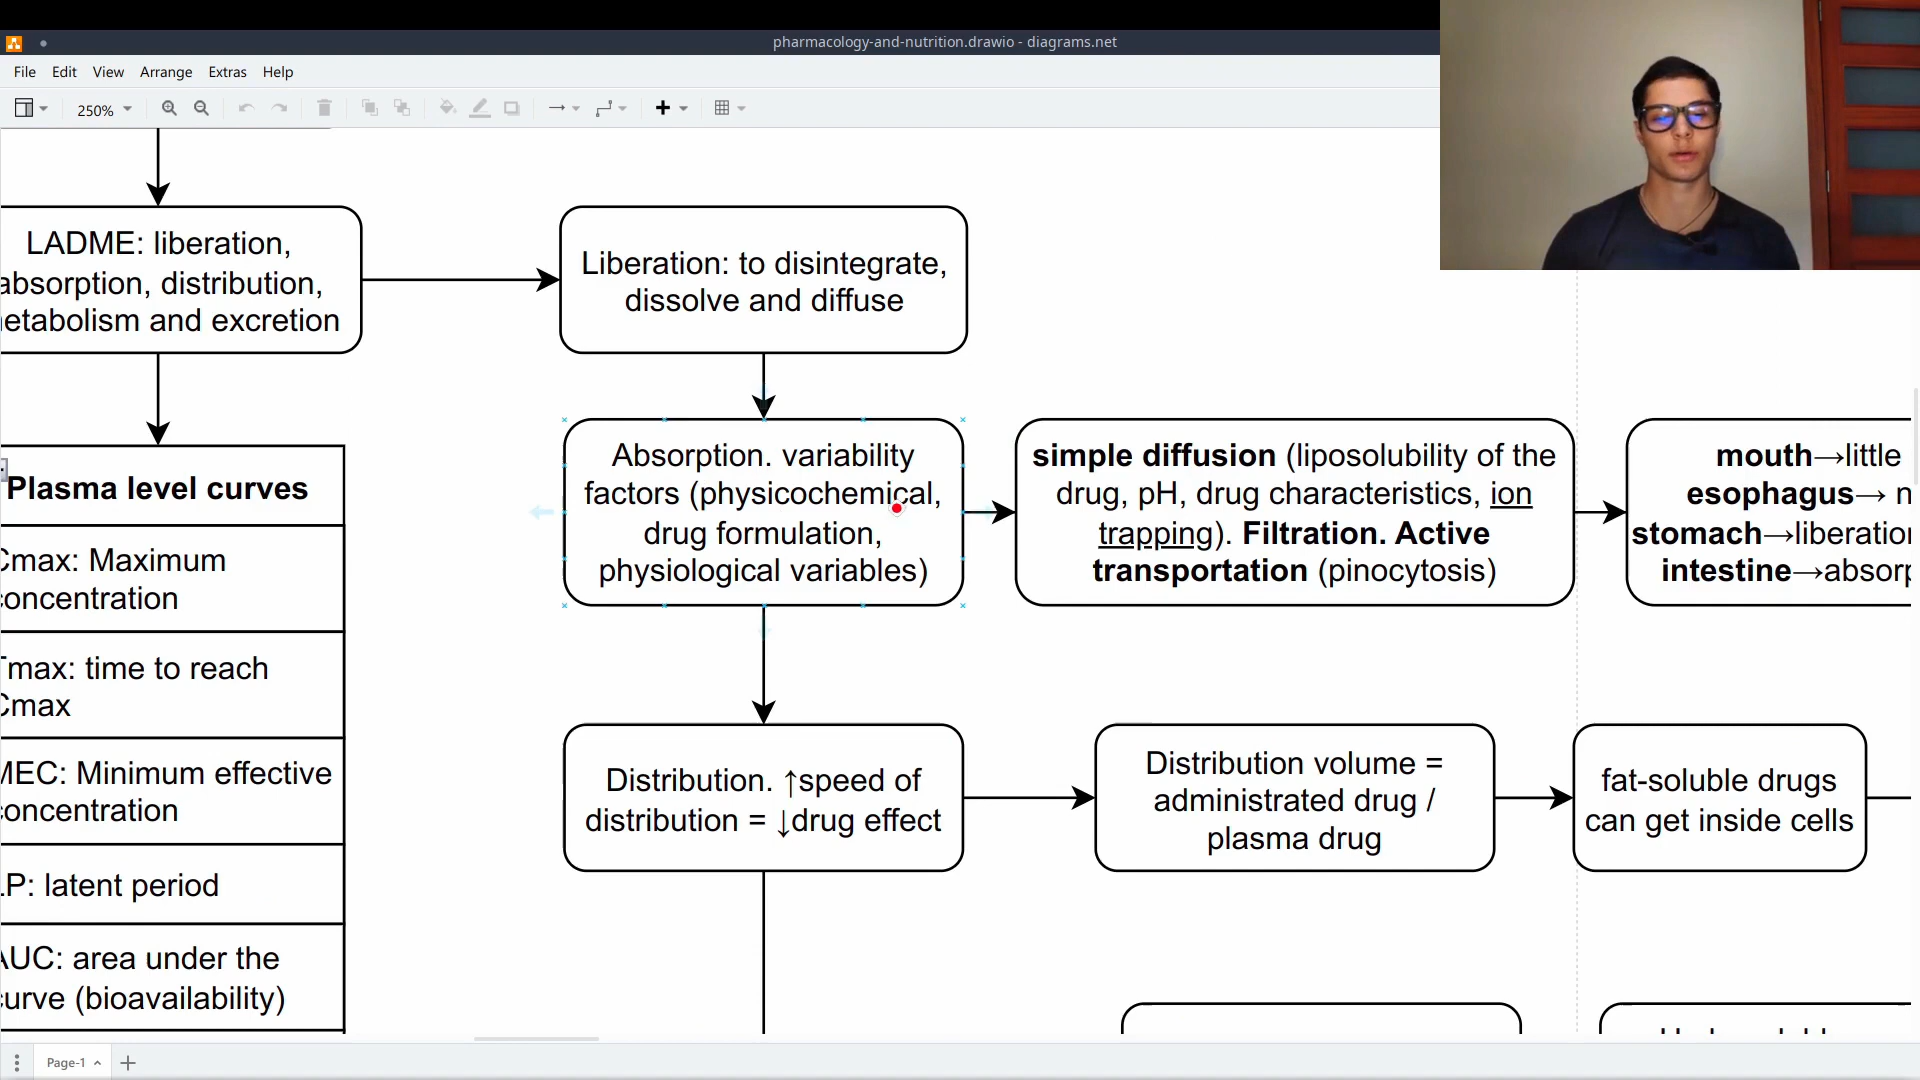 pharmacology-and-nutrition.drawio - diagrams.net
File Edit View Arrange Extras Help
250%
LADME: liberation,
absorption, distribution,
etabolism and excretion
Liberation: to disintegrate,
dissolve and diffuse
Plasma level curves
Cmax: Maximum
concentration
Tmax: time to reach
Cmax
MEC: Minimum effective
concentration
LP: latent period
AUC: area under the
curve (bioavailability)
Absorption. variability
factors (physicochemical,
drug formulation,
physiological variables)
simple diffusion (liposolubility of the
drug, pH, drug characteristics, ion
trapping). Filtration. Active
transportation (pinocytosis)
mouth→little
esophagus→ n
stomach→liberation
intestine→absorp
Distribution. ↑speed of
distribution = ↓drug effect
Distribution volume =
administrated drug /
plasma drug
fat-soluble drugs
can get inside cells
Page-1